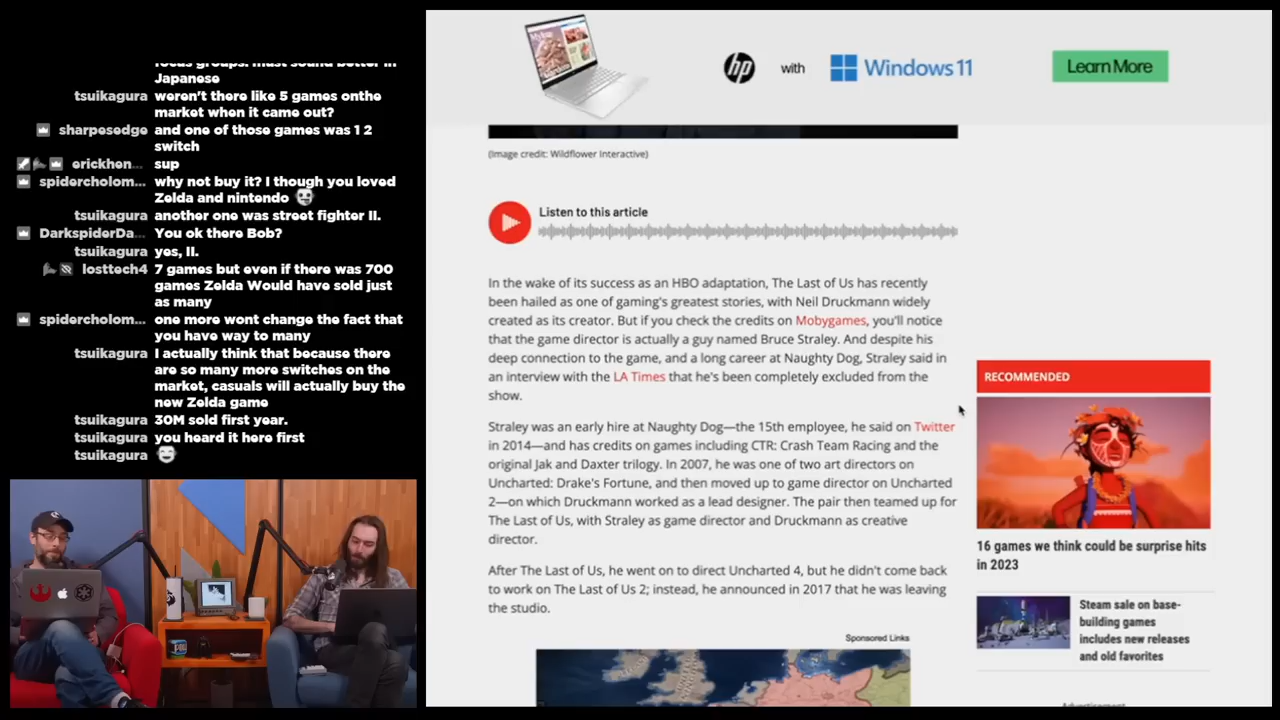 focus groups. must sound better in
Japanese
tsuikagura weren't there like 5 games onthe
market when it came out?
sharpesedge and one of those games was 1 2
switch
erickhen... sup
spidercholom... why not buy it? I though you loved
Zelda and nintendo
tsuikagura another one was street fighter II.
DarkspiderDa... You ok there Bob?
tsuikagura yes, II.
losttech4 7 games but even if there was 700
games Zelda Would have sold just
as many
spidercholom... one more wont change the fact that
you have way to many
tsuikagura I actually think that because there
are so many more switches on the
market, casuals will actually buy the
new Zelda game
tsuikagura 30M sold first year.
tsuikagura you heard it here first
tsuikagura
hp with Windows 11 Learn More
(Image credit: Wildflower Interactive)
Listen to this article
In the wake of its success as an HBO adaptation, The Last of Us has recently
been hailed as one of gaming's greatest stories, with Neil Druckmann widely
created as its creator. But if you check the credits on Mobygames, you'll notice
that the game director is actually a guy named Bruce Straley. And despite his
deep connection to the game, and a long career at Naughty Dog, Straley said in
an interview with the LA Times that he's been completely excluded from the
show.
Straley was an early hire at Naughty Dog—the 15th employee, he said on Twitter
in 2014—and has credits on games including CTR: Crash Team Racing and the
original Jak and Daxter trilogy. In 2007, he was one of two art directors on
Uncharted: Drake's Fortune, and then moved up to game director on Uncharted
2—on which Druckmann worked as a lead designer. The pair then teamed up for
The Last of Us, with Straley as game director and Druckmann as creative
director.
After The Last of Us, he went on to direct Uncharted 4, but he didn't come back
to work on The Last of Us 2; instead, he announced in 2017 that he was leaving
the studio.
Sponsored Links
RECOMMENDED
16 games we think could be surprise hits
in 2023
Steam sale on base-
building games
includes new releases
and old favorites
Advertisement